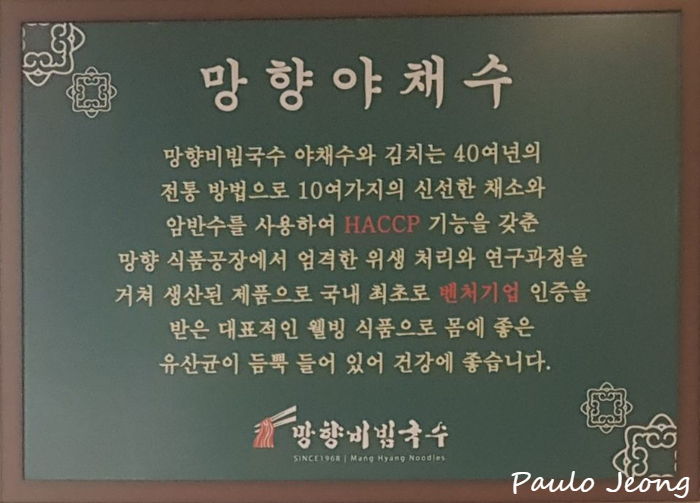 망향야채수
망향비빔국수 야채수와 김치는 40여년의
전통 방법으로 10여가지의 신선한 채소와
암반수를 사용하여 HACCP 기능을 갖춘
망향 식품공장에서 엄격한 위생 처리와 연구과정을
거쳐 생산된 제품으로 국내 최초로 벤처기업 인증을
받은 대표적인 웰빙 식품으로 몸에 좋은
유산균이 듬뿍 들어 있어 건강에 좋습니다.
망향비빔국수
SINCE1968 | Mang Hyang Noodles
Paulo Jeong